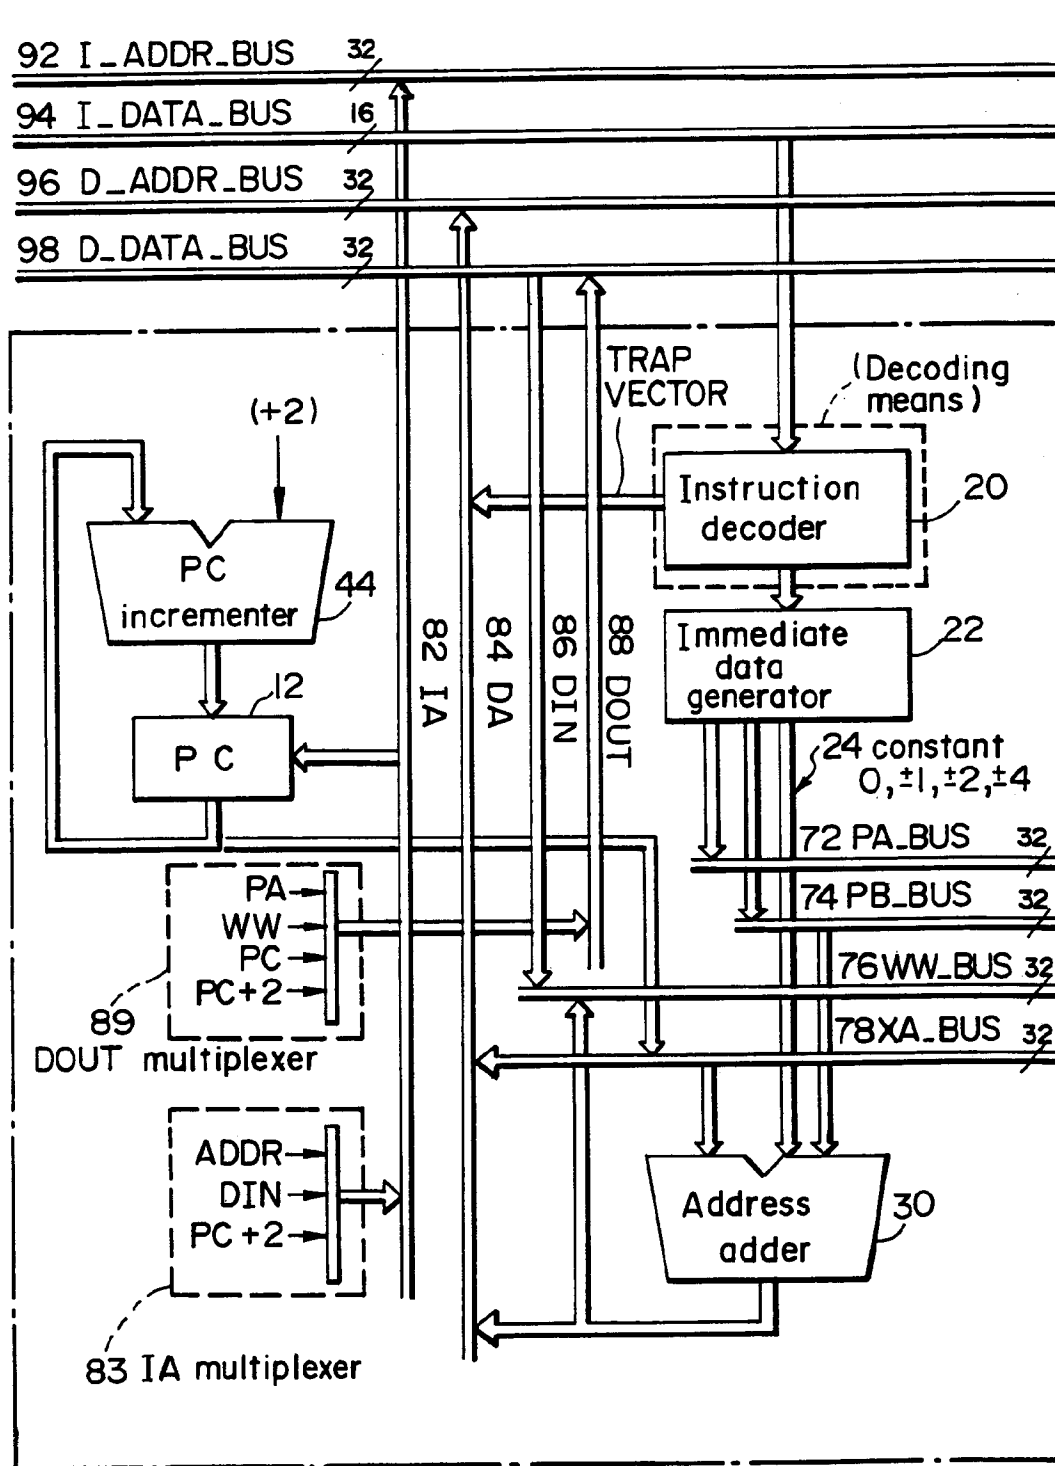 92 I_ADDR_BUS 32
94 I_DATA_BUS 16
96 D_ADDR_BUS 32
98 D_DATA_BUS 32
TRAP
VECTOR
(Decoding
means)
(+2)
Instruction
decoder
20
PC
incrementer
44
82 IA
84 DA
86 DIN
88 DOUT
Immediate
data
generator
22
12
PC
24 constant
0,±1,±2,±4
72 PA_BUS 32
74 PB_BUS 32
76 WW_BUS 32
78 XA_BUS 32
PA
WW
PC
PC+2
89
DOUT multiplexer
ADDR
DIN
PC+2
83 IA multiplexer
Address
adder
30